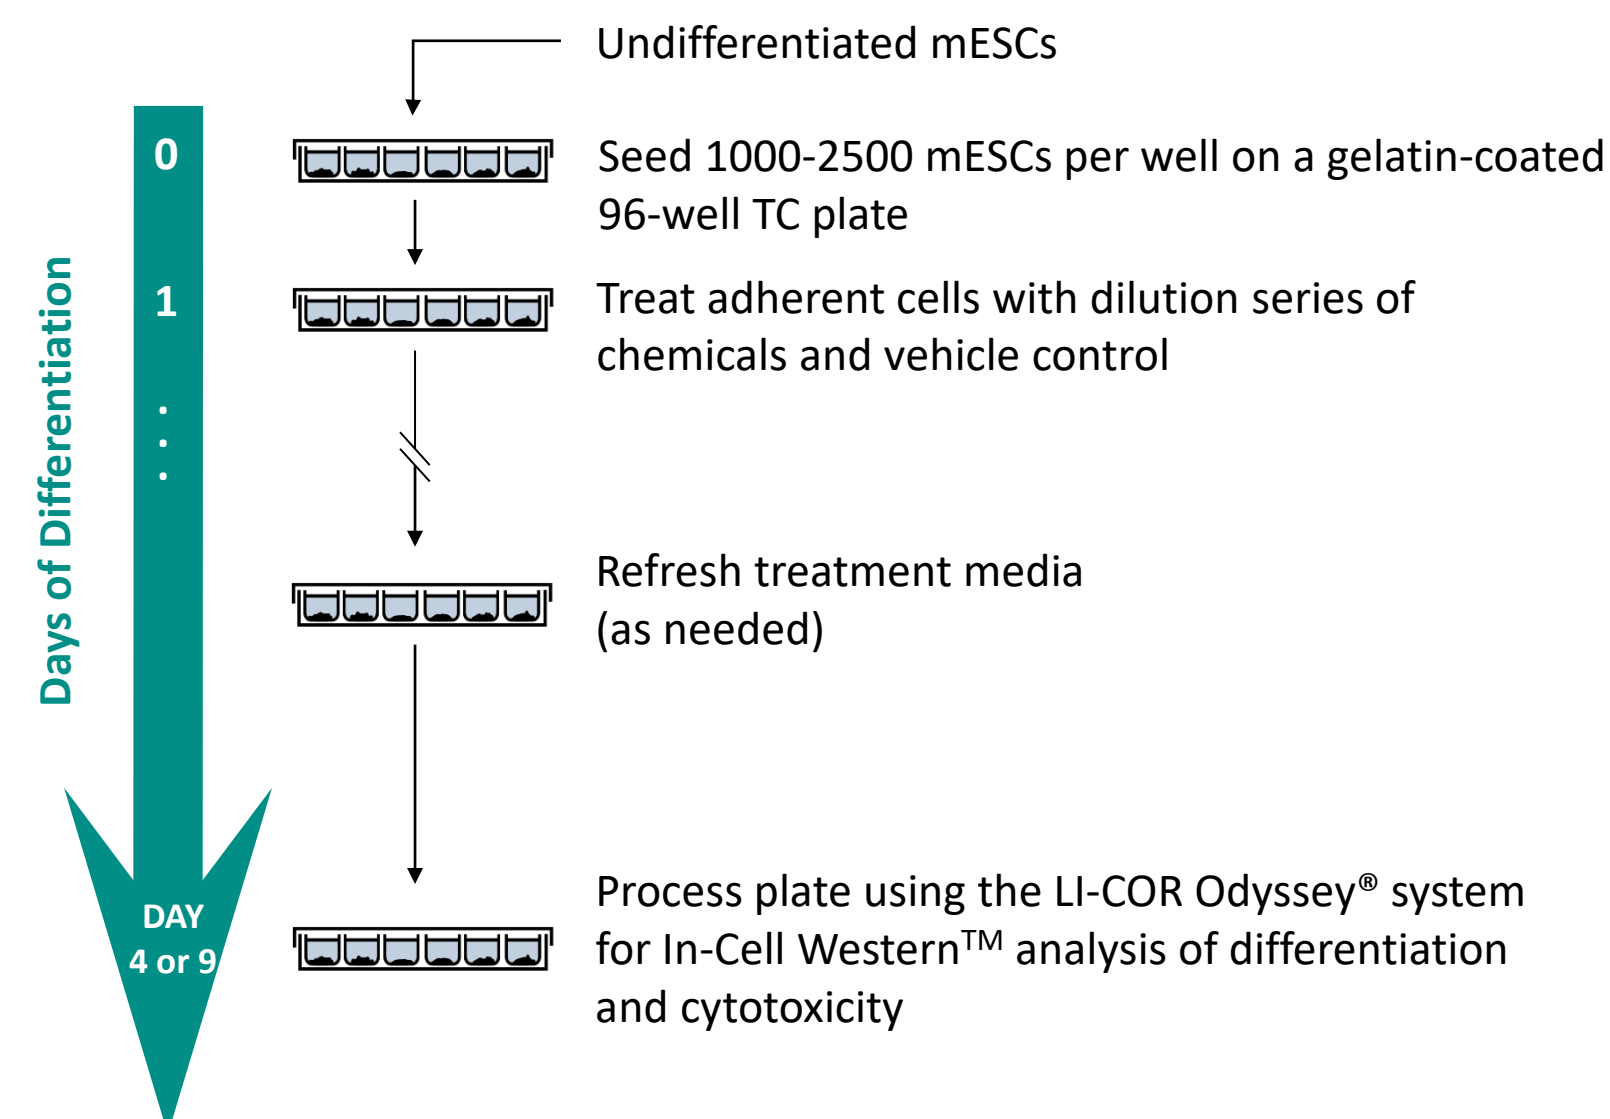 Undifferentiated mESCs
0
Seed 1000-2500 mESCs per well on a gelatin-coated
96-well TC plate
1
Treat adherent cells with dilution series of
chemicals and vehicle control
.
.
.
Days of Differentiation
Refresh treatment media
(as needed)
DAY
4 or 9
Process plate using the LI-COR Odyssey® system
for In-Cell Western™ analysis of differentiation
and cytotoxicity